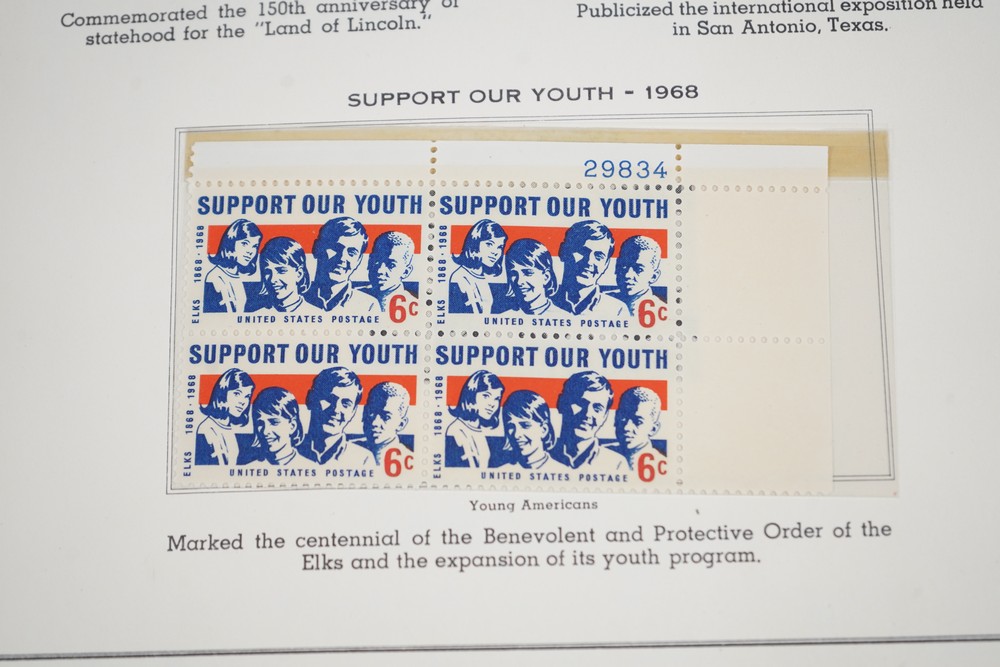 Commemorated the 150th anniversary of
statehood for the "Land of Lincoln."
Publicized the international exposition held
in San Antonio, Texas.
SUPPORT OUR YOUTH - 1968
29834
SUPPORT OUR YOUTH
ELKS 1868·1968
6c
UNITED STATES POSTAGE
SUPPORT OUR YOUTH
ELKS 1868·1968
6c
UNITED STATES POSTAGE
SUPPORT OUR YOUTH
ELKS 1868·1968
6c
UNITED STATES POSTAGE
SUPPORT OUR YOUTH
ELKS 1868·1968
6c
UNITED STATES POSTAGE
Young Americans
Marked the centennial of the Benevolent and Protective Order of the
Elks and the expansion of its youth program.